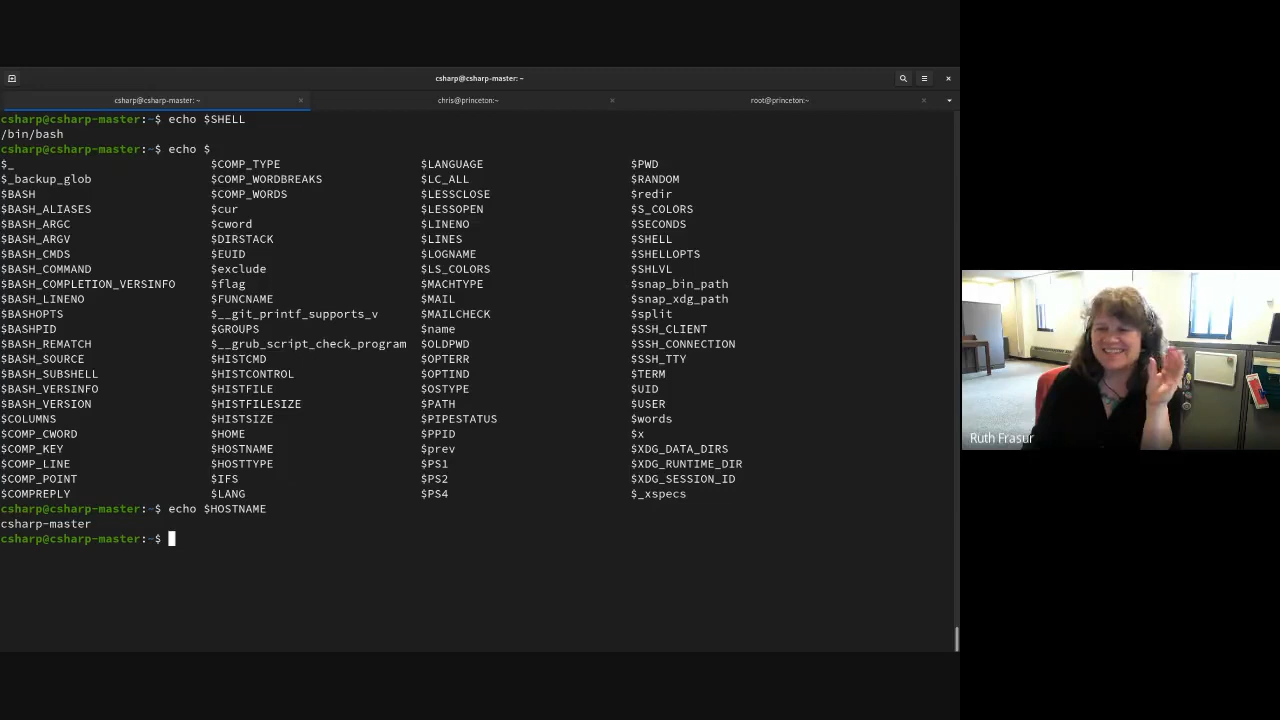 csharp@csharp-master: ~
csharp@csharp-master: ~ chris@princeton:~ root@princeton:~
csharp@csharp-master:~$ echo $SHELL
/bin/bash
csharp@csharp-master:~$ echo $
$_ $COMP_TYPE $LANGUAGE $PWD
$_backup_glob $COMP_WORDBREAKS $LC_ALL $RANDOM
$BASH $COMP_WORDS $LESSCLOSE $redir
$BASH_ALIASES $cur $LESSOPEN $S_COLORS
$BASH_ARGC $cword $LINENO $SECONDS
$BASH_ARGV $DIRSTACK $LINES $SHELL
$BASH_CMDS $EUID $LOGNAME $SHELLOPTS
$BASH_COMMAND $exclude $LS_COLORS $SHLVL
$BASH_COMPLETION_VERSINFO $flag $MACHTYPE $snap_bin_path
$BASH_LINENO $FUNCNAME $MAIL $snap_xdg_path
$BASHOPTS $__git_printf_supports_v $MAILCHECK $split
$BASHPID $GROUPS $name $SSH_CLIENT
$BASH_REMATCH $__grub_script_check_program $OLDPWD $SSH_CONNECTION
$BASH_SOURCE $HISTCMD $OPTERR $SSH_TTY
$BASH_SUBSHELL $HISTCONTROL $OPTIND $TERM
$BASH_VERSINFO $HISTFILE $OSTYPE $UID
$BASH_VERSION $HISTFILESIZE $PATH $USER
$COLUMNS $HISTSIZE $PIPESTATUS $words
$COMP_CWORD $HOME $PPID $x
$COMP_KEY $HOSTNAME $prev $XDG_DATA_DIRS
$COMP_LINE $HOSTTYPE $PS1 $XDG_RUNTIME_DIR
$COMP_POINT $IFS $PS2 $XDG_SESSION_ID
$COMPREPLY $LANG $PS4 $_xspecs
csharp@csharp-master:~$ echo $HOSTNAME
csharp-master
csharp@csharp-master:~$
Ruth Frasur